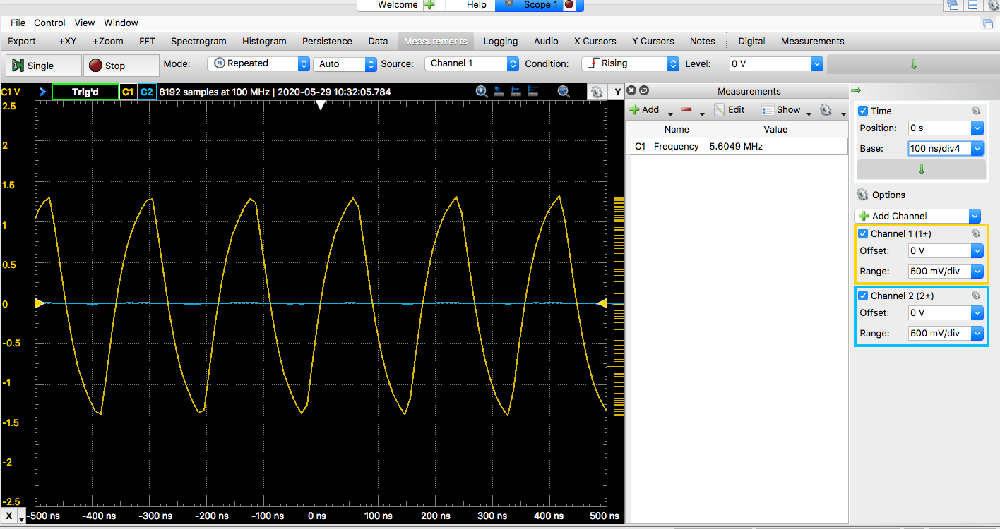 Welcome Help Scope 1
File Control View Window
Export +XY +Zoom FFT Spectrogram Histogram Persistence Data Measurements Logging Audio X Cursors Y Cursors Notes Digital Measurements
Single Stop Mode: Repeated Auto Source: Channel 1 Condition: Rising Level: 0 V
C1 V Trig'd C1 C2 8192 samples at 100 MHz | 2020-05-29 10:32:05.784 Y
2.5
2
1.5
1
0.5
0
-0.5
-1
-1.5
-2
-2.5
X -500 ns -400 ns -300 ns -200 ns -100 ns 0 ns 100 ns 200 ns 300 ns 400 ns 500 ns
Measurements
Add Edit Show
Name Value
C1 Frequency 5.6049 MHz
Time
Position: 0 s
Base: 100 ns/div4
Options
Add Channel
Channel 1 (1±)
Offset: 0 V
Range: 500 mV/div
Channel 2 (2±)
Offset: 0 V
Range: 500 mV/div